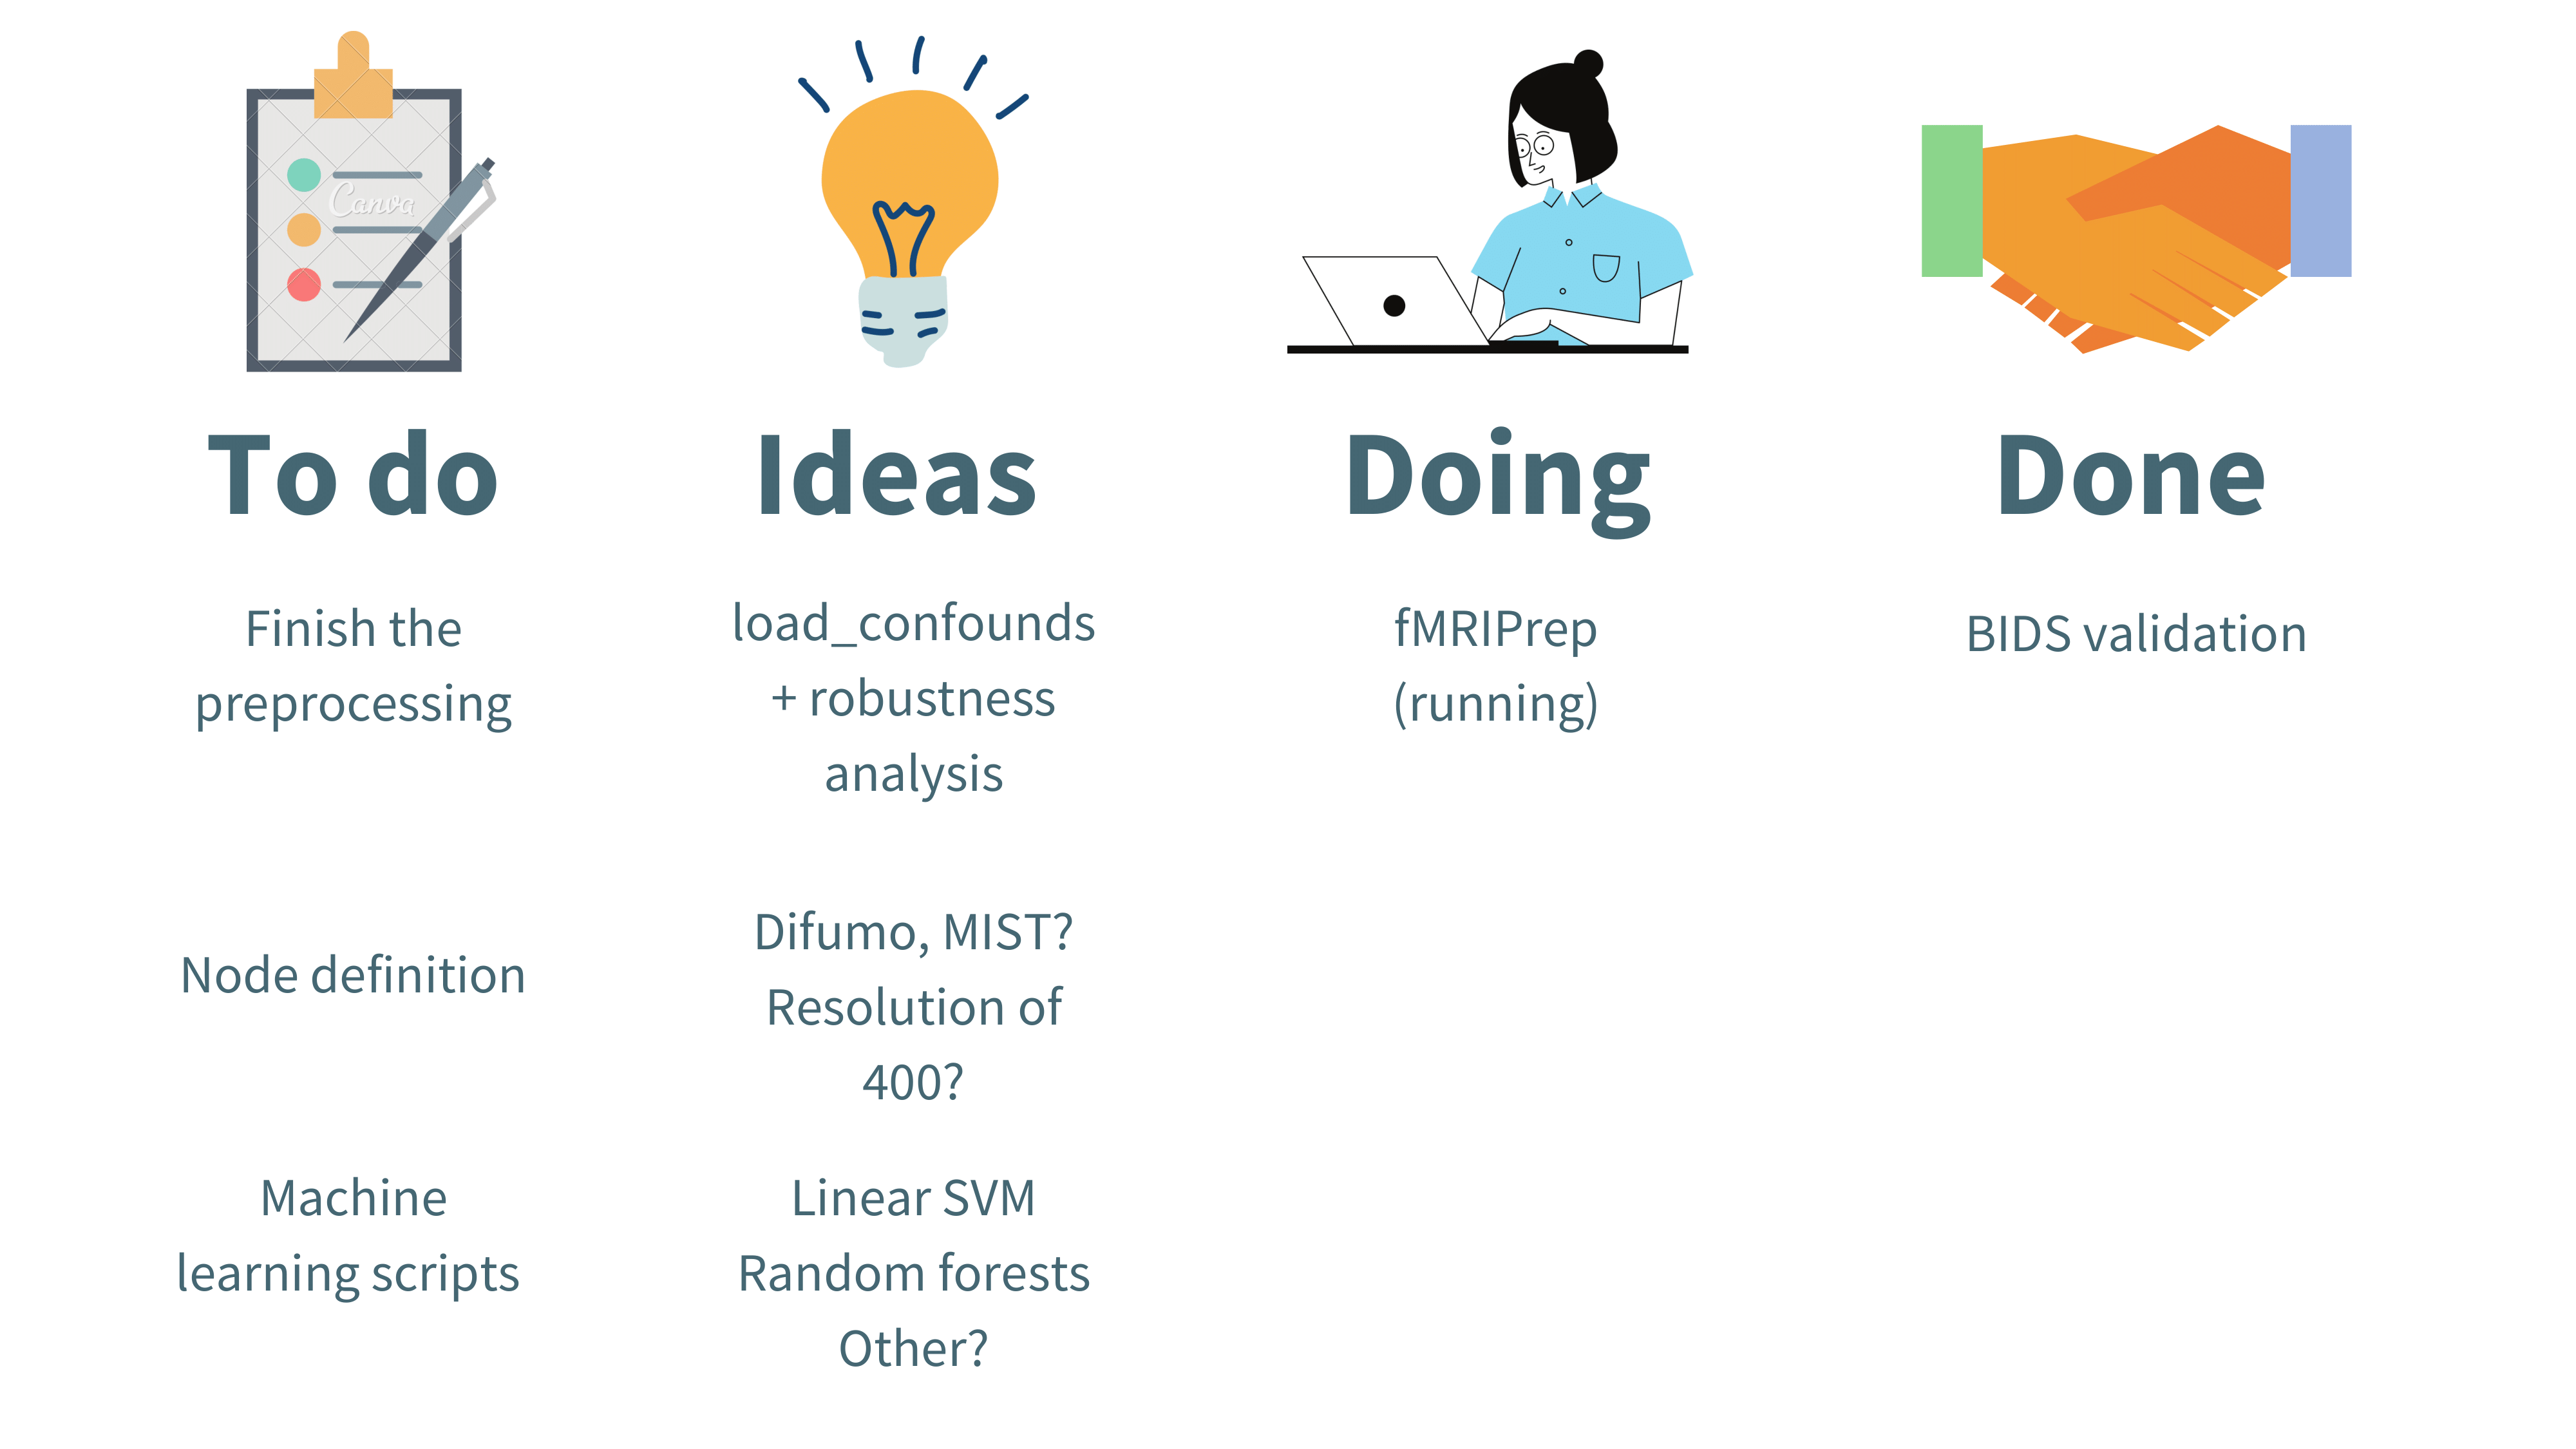 Canva
To do
Ideas
Doing
Done
Finish the
preprocessing
load_confounds
+ robustness
analysis
fMRIPrep
(running)
BIDS validation
Node definition
Difumo, MIST?
Resolution of
400?
Machine
learning scripts
Linear SVM
Random forests
Other?